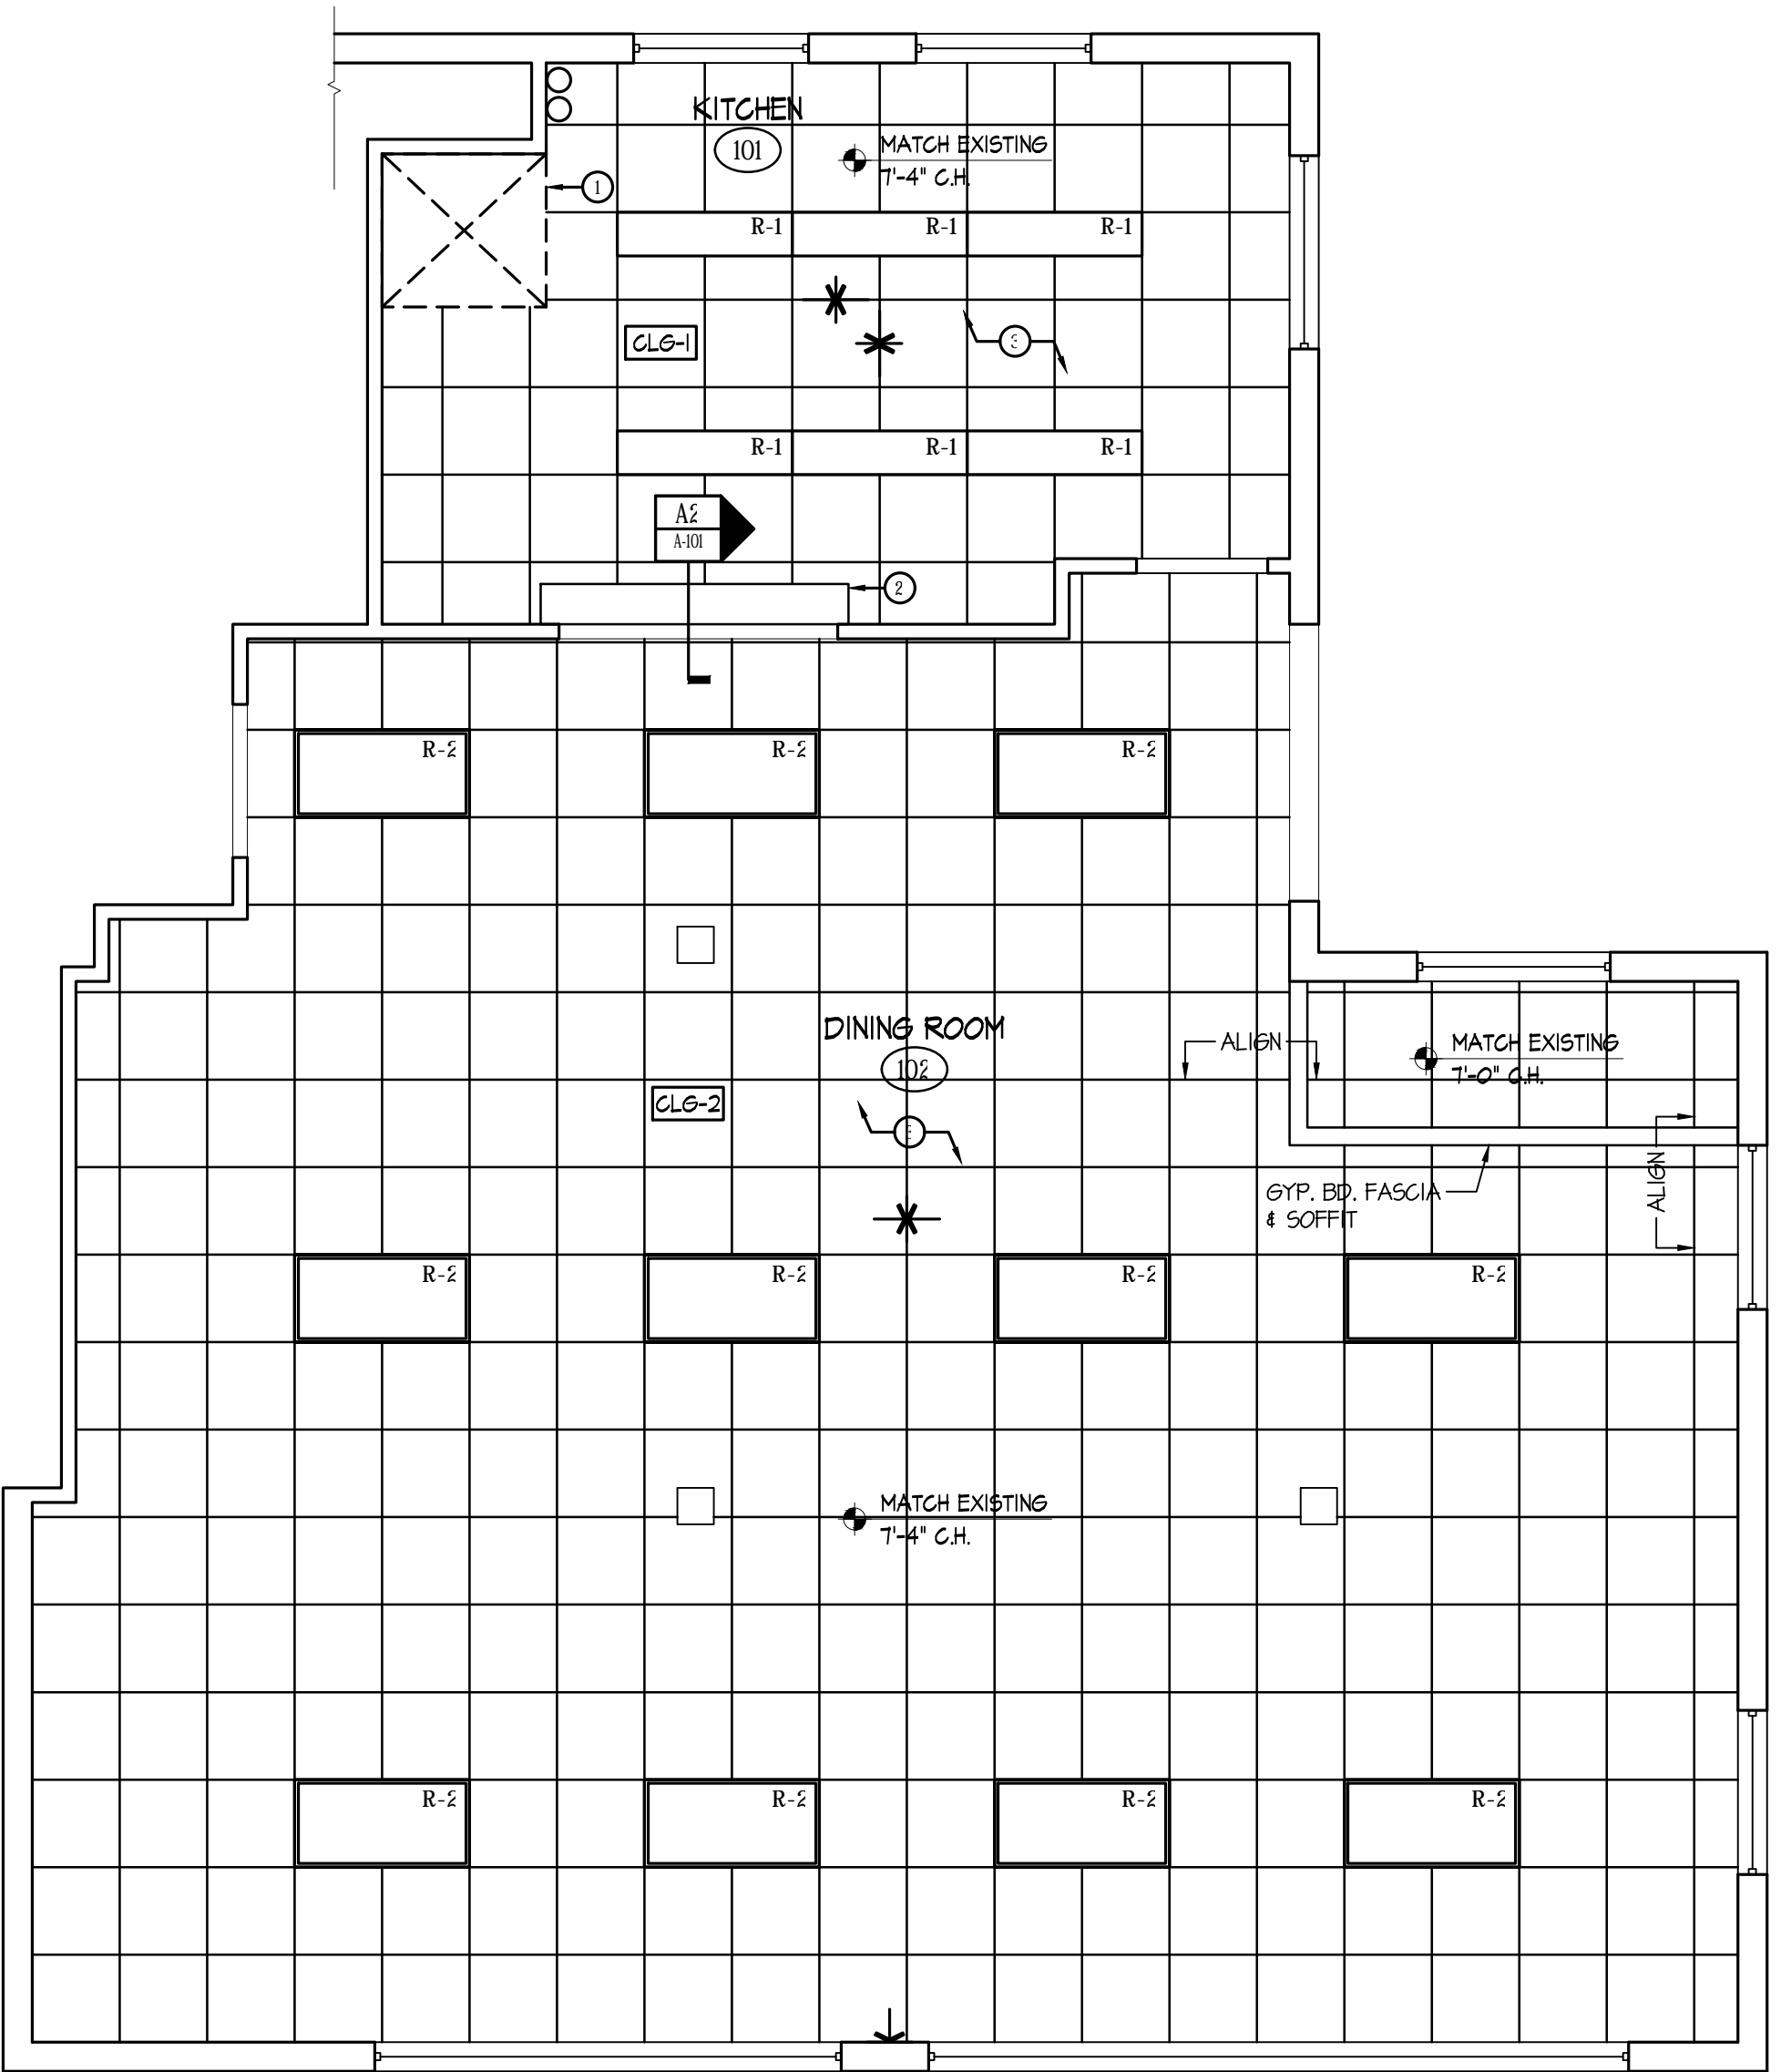 KITCHEN
101
MATCH EXISTING
7'-4" C.H.
1
R-1
R-1
R-1
CLG-1
3
R-1
R-1
R-1
A2
A-101
2
R-2
R-2
R-2
DINING ROOM
102
ALIGN
MATCH EXISTING
7'-0" C.H.
CLG-2
ALIGN
GYP. BD. FASCIA
& SOFFIT
R-2
R-2
R-2
R-2
MATCH EXISTING
7'-4" C.H.
R-2
R-2
R-2
R-2